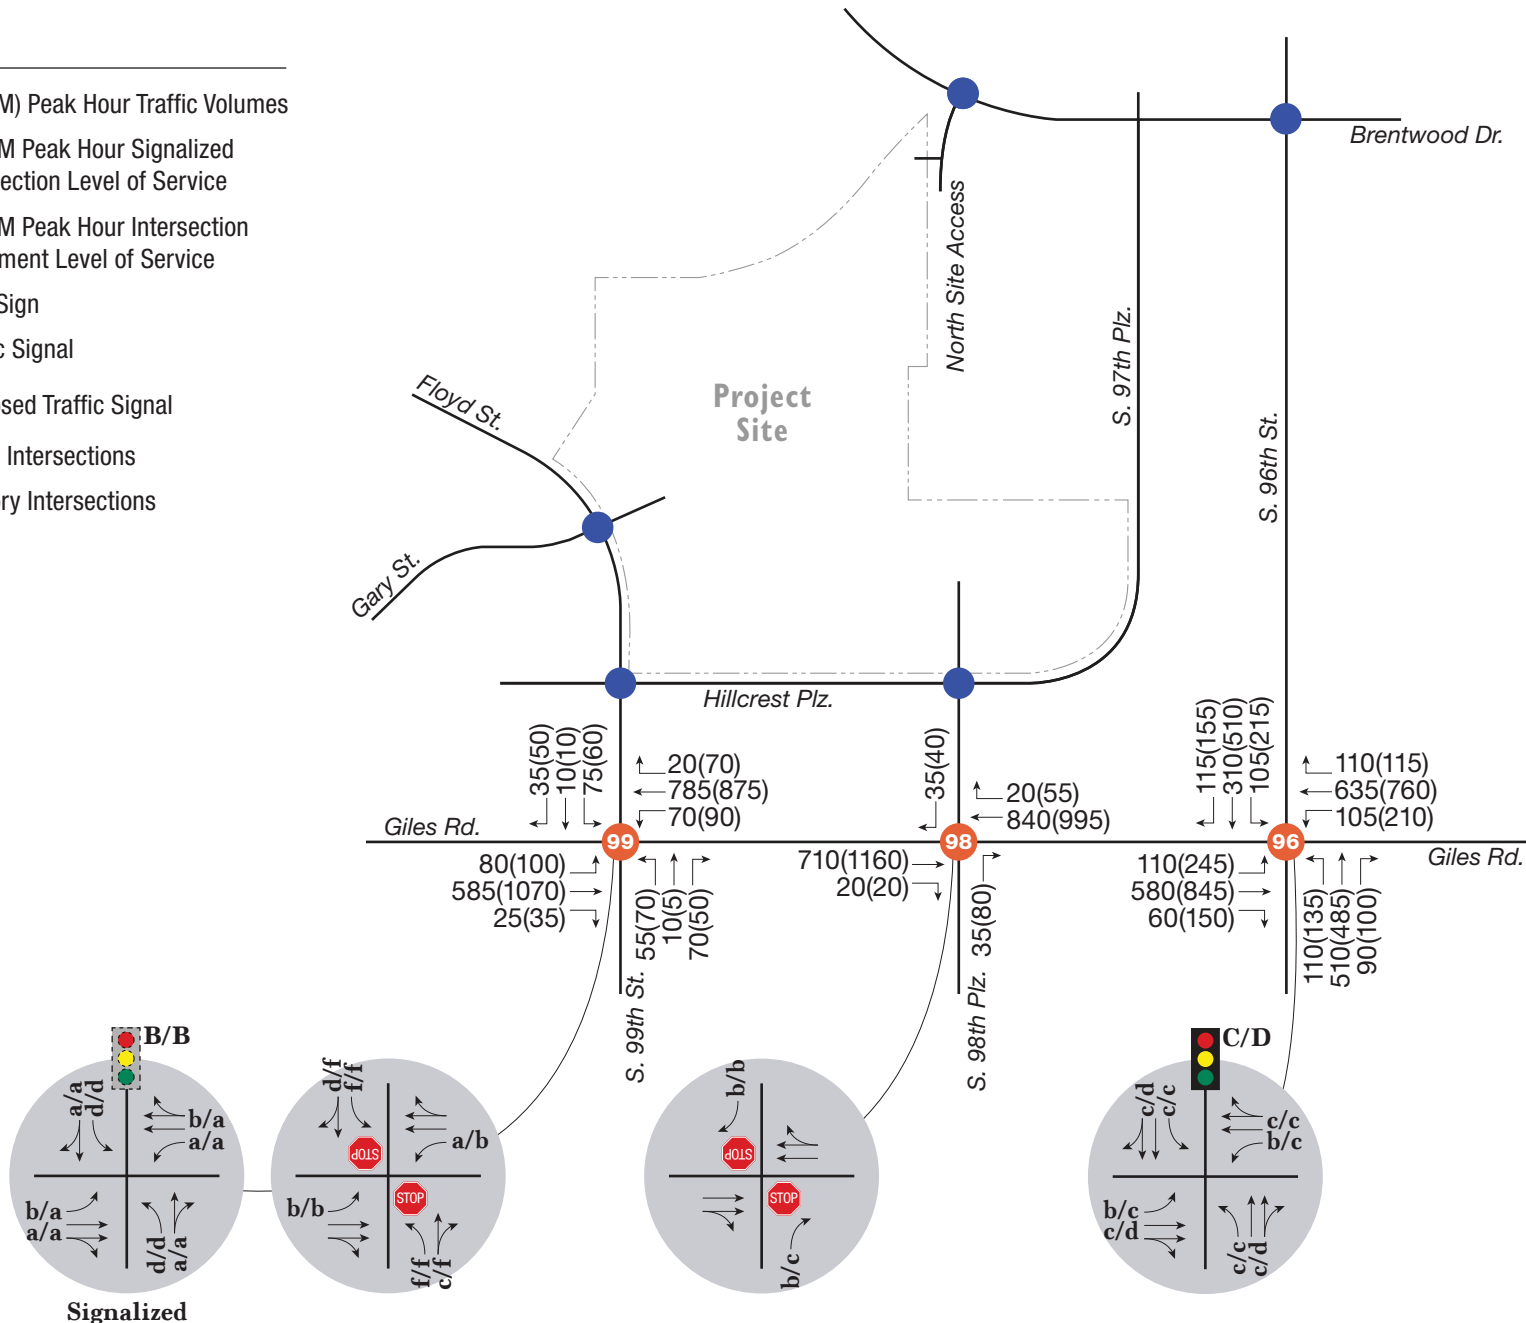 M) Peak Hour Traffic Volumes
M Peak Hour Signalized
ection Level of Service
M Peak Hour Intersection
ment Level of Service
Sign
c Signal
sed Traffic Signal
Intersections
ry Intersections
Brentwood Dr.
North Site Access
S. 97th Plz.
S. 96th St.
Project
Site
Floyd St.
Gary St.
Hillcrest Plz.
35(50)
10(10)
75(60)
20(70)
785(875)
70(90)
35(40)
20(55)
840(995)
115(155)
310(510)
105(215)
110(115)
635(760)
105(210)
Giles Rd.
99
98
96
Giles Rd.
80(100)
585(1070)
25(35)
55(70)
10(5)
70(50)
710(1160)
20(20)
35(80)
110(245)
580(845)
60(150)
110(135)
510(485)
90(100)
S. 99th St.
S. 98th Plz.
B/B
a/a
d/d
b/a
a/a
b/a
a/a
d/d
a/a
Signalized
d/f
f/f
STOP
a/b
b/b
STOP
f/f
c/f
b/b
STOP
STOP
b/c
C/D
c/d
c/c
c/c
b/c
b/c
c/d
c/c
c/d